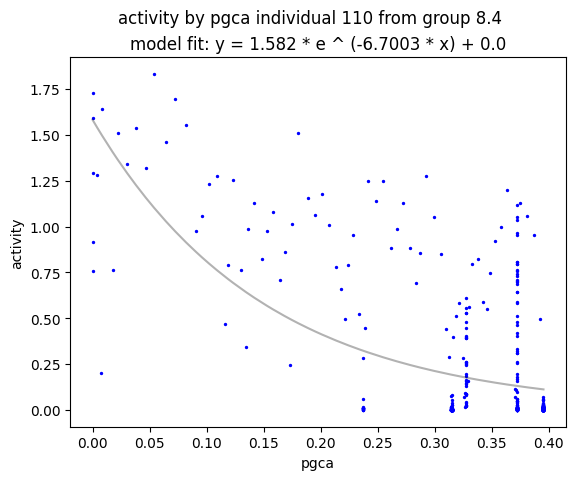 activity by pgca individual 110 from group 8.4
model fit: y = 1.582 * e ^ (-6.7003 * x) + 0.0
activity
1.75
1.50
1.25
1.00
0.75
0.50
0.25
0.00
0.00 0.05 0.10 0.15 0.20 0.25 0.30 0.35 0.40
pgca